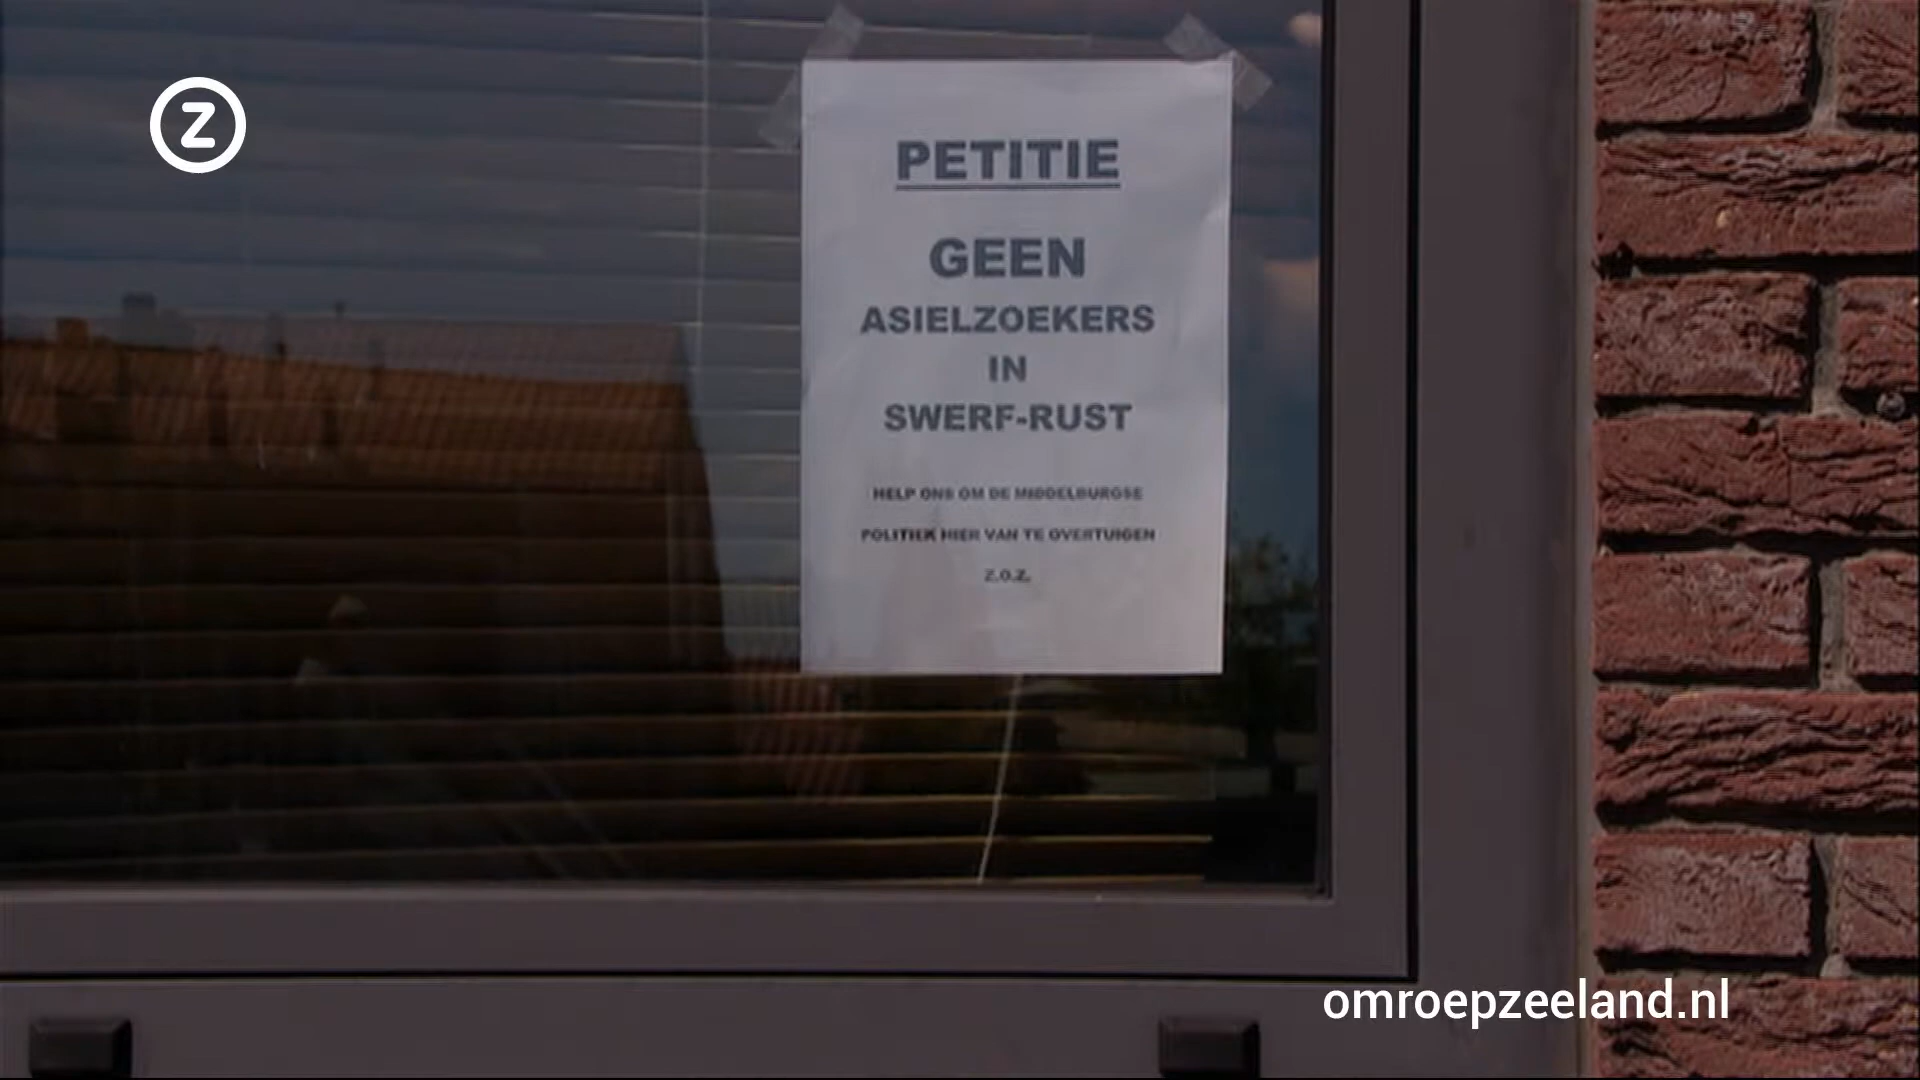 Z
PETITIE
GEEN
ASIELZOEKERS
IN
SWERF-RUST
HELP ONS OM DE MIDDELBURGSE
POLITIEK HIER VAN TE OVERTUIGEN
Z.O.Z.
omroepzeeland.nl